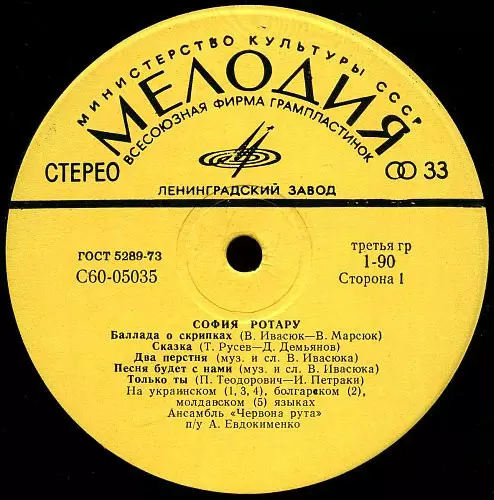 МИНИСТЕРСТВО КУЛЬТУРЫ СССР
МЕЛОДИЯ
ВСЕСОЮЗНАЯ ФИРМА ГРАМПЛАСТИНОК
СТЕРЕО
33
ЛЕНИНГРАДСКИЙ ЗАВОД
ГОСТ 5289-73
С60-05035
третья гр
1-90
Сторона 1
СОФИЯ РОТАРУ
Баллада о скрипках (В. Ивасюк—В. Марсюк)
Сказка (Т. Русев—Д. Демьянов)
Два перстня (муз. и сл. В. Ивасюка)
Песня будет с нами (муз. и сл. В. Ивасюка)
Только ты (П. Теодорович—И. Петраки)
На украинском (1, 3, 4), болгарском (2),
молдавском (5) языках
Ансамбль «Червона рута»
п/у А. Евдокименко